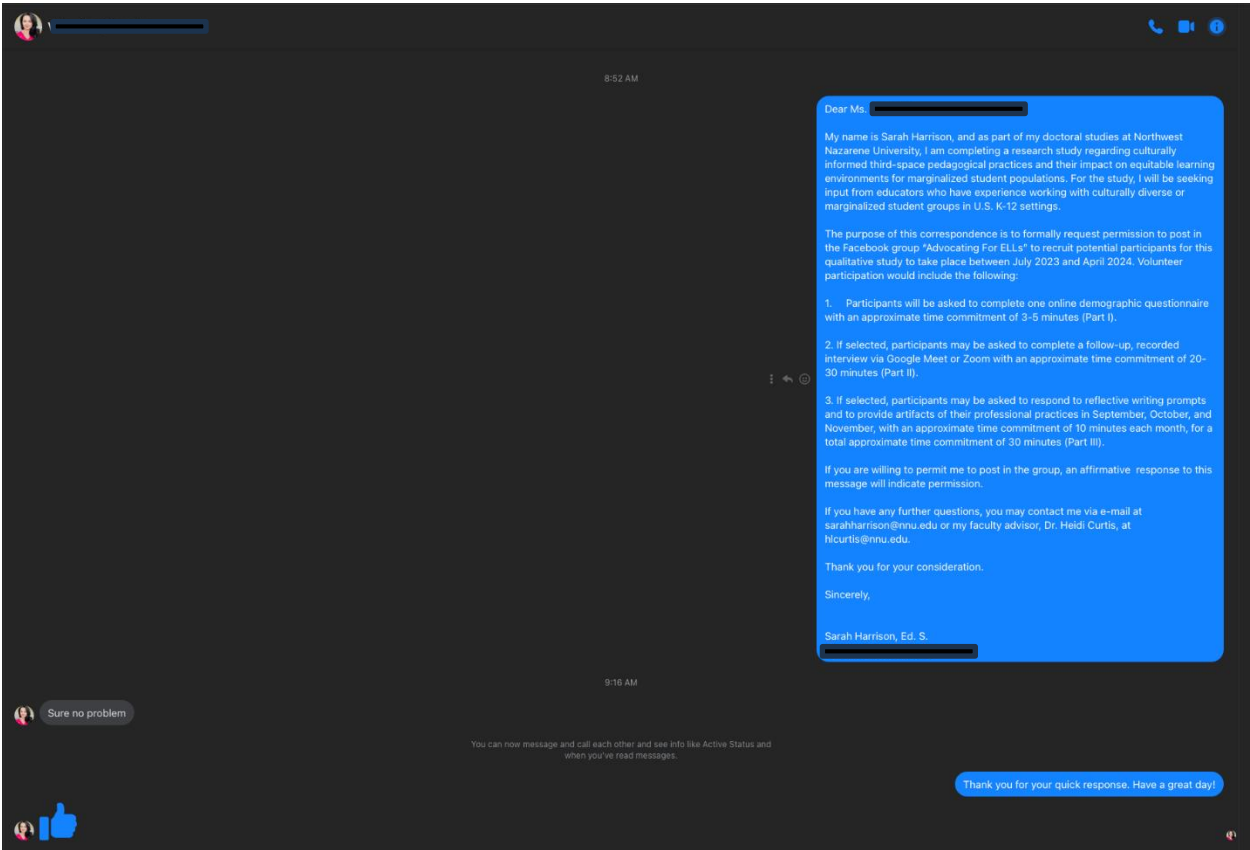 8:52 AM
Dear Ms.
My name is Sarah Harrison, and as part of my doctoral studies at Northwest
Nazarene University, I am completing a research study regarding culturally
informed third-space pedagogical practices and their impact on equitable learning
environments for marginalized student populations. For the study, I will be seeking
input from educators who have experience working with culturally diverse or
marginalized student groups in U.S. K-12 settings.
The purpose of this correspondence is to formally request permission to post in
the Facebook group “Advocating For ELLs” to recruit potential participants for this
qualitative study to take place between July 2023 and April 2024. Volunteer
participation would include the following:
1. Participants will be asked to complete one online demographic questionnaire
with an approximate time commitment of 3-5 minutes (Part I).
2. If selected, participants may be asked to complete a follow-up, recorded
interview via Google Meet or Zoom with an approximate time commitment of 20-
30 minutes (Part II).
3. If selected, participants may be asked to respond to reflective writing prompts
and to provide artifacts of their professional practices in September, October, and
November, with an approximate time commitment of 10 minutes each month, for a
total approximate time commitment of 30 minutes (Part III).
If you are willing to permit me to post in the group, an affirmative response to this
message will indicate permission.
If you have any further questions, you may contact me via e-mail at
sarahharrison@nnu.edu or my faculty advisor, Dr. Heidi Curtis, at
hlcurtis@nnu.edu.
Thank you for your consideration.
Sincerely,
Sarah Harrison, Ed. S.
9:16 AM
Sure no problem
You can now message and call each other and see info like Active Status and
when you've read messages.
Thank you for your quick response. Have a great day!